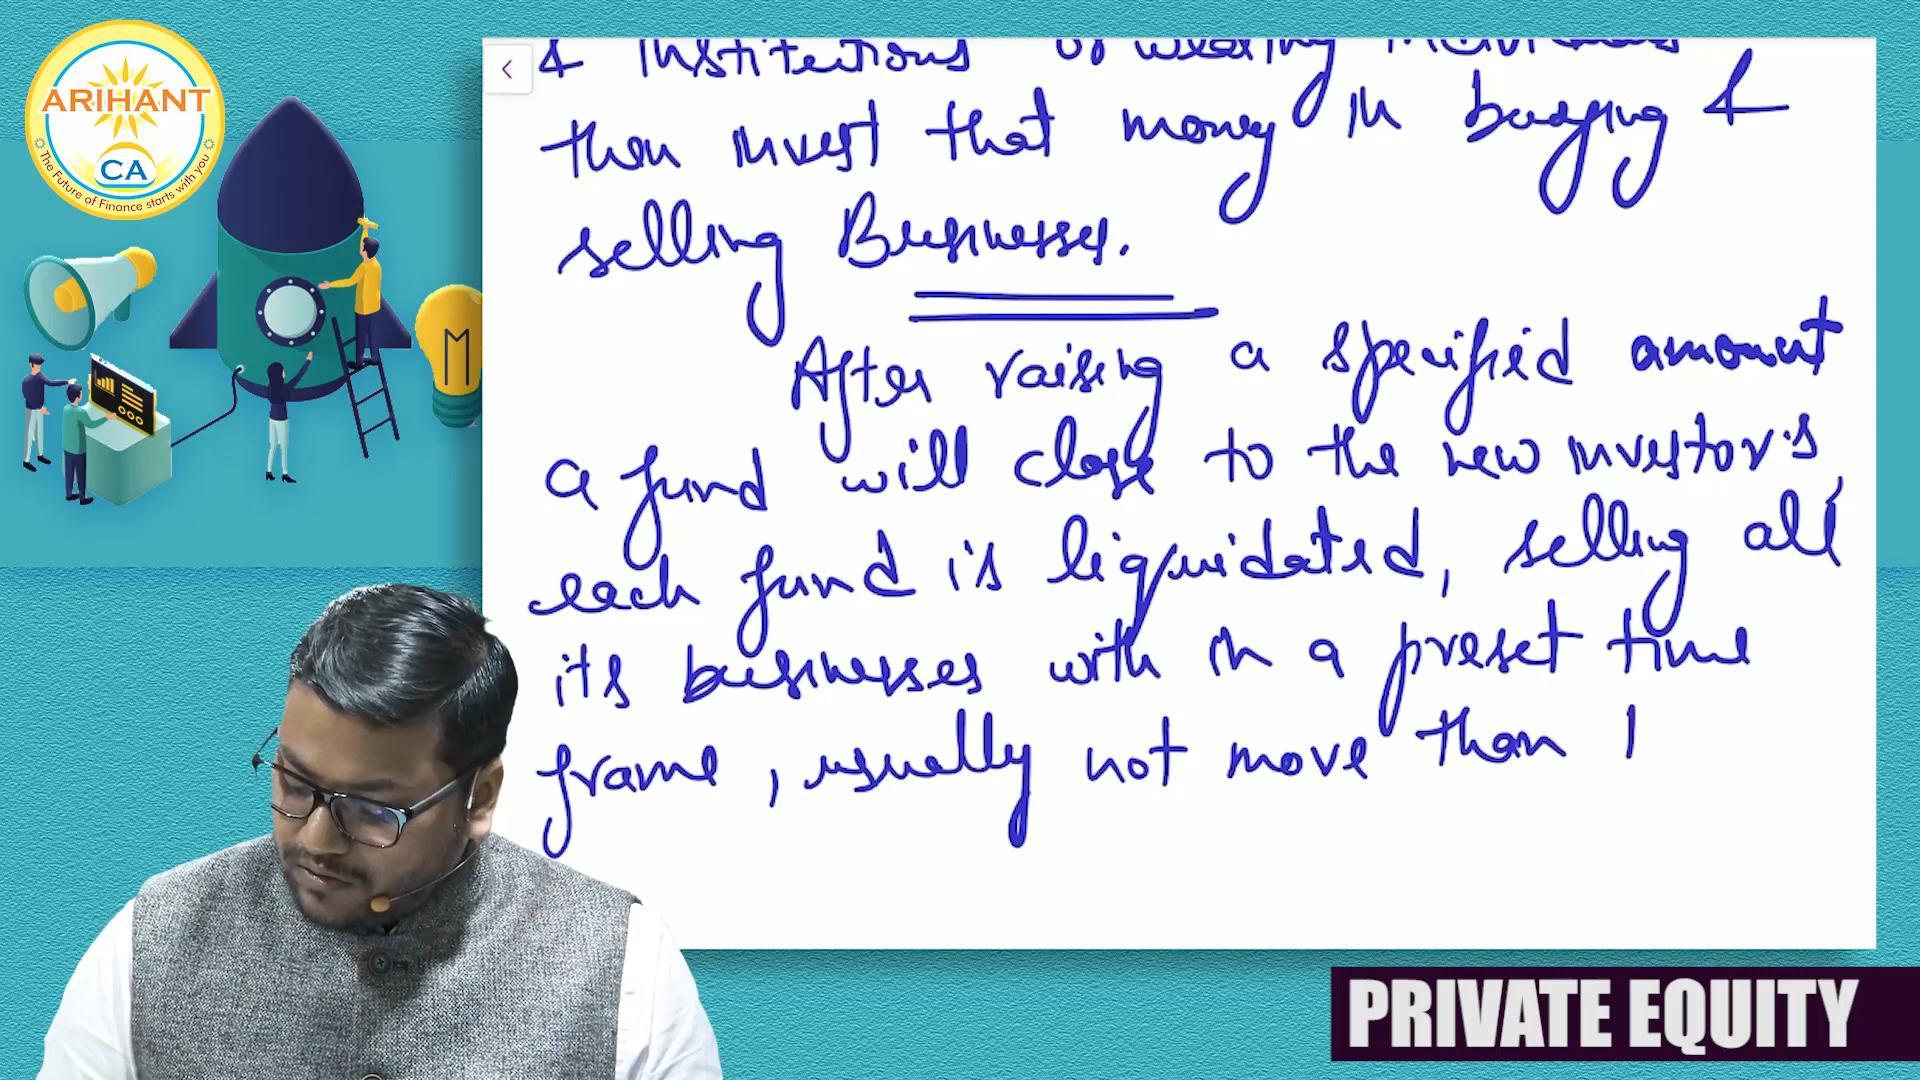 ARIHANT
CA
The Future of Finance starts with you
& Institutions or wealthy
then invest that money in buying &
selling Businesses.
After raising a specified amount
a fund will close to the new investor's,
each fund is liquidated, selling all
its businesses with in a preset time
frame, usually not more than 1
PRIVATE EQUITY